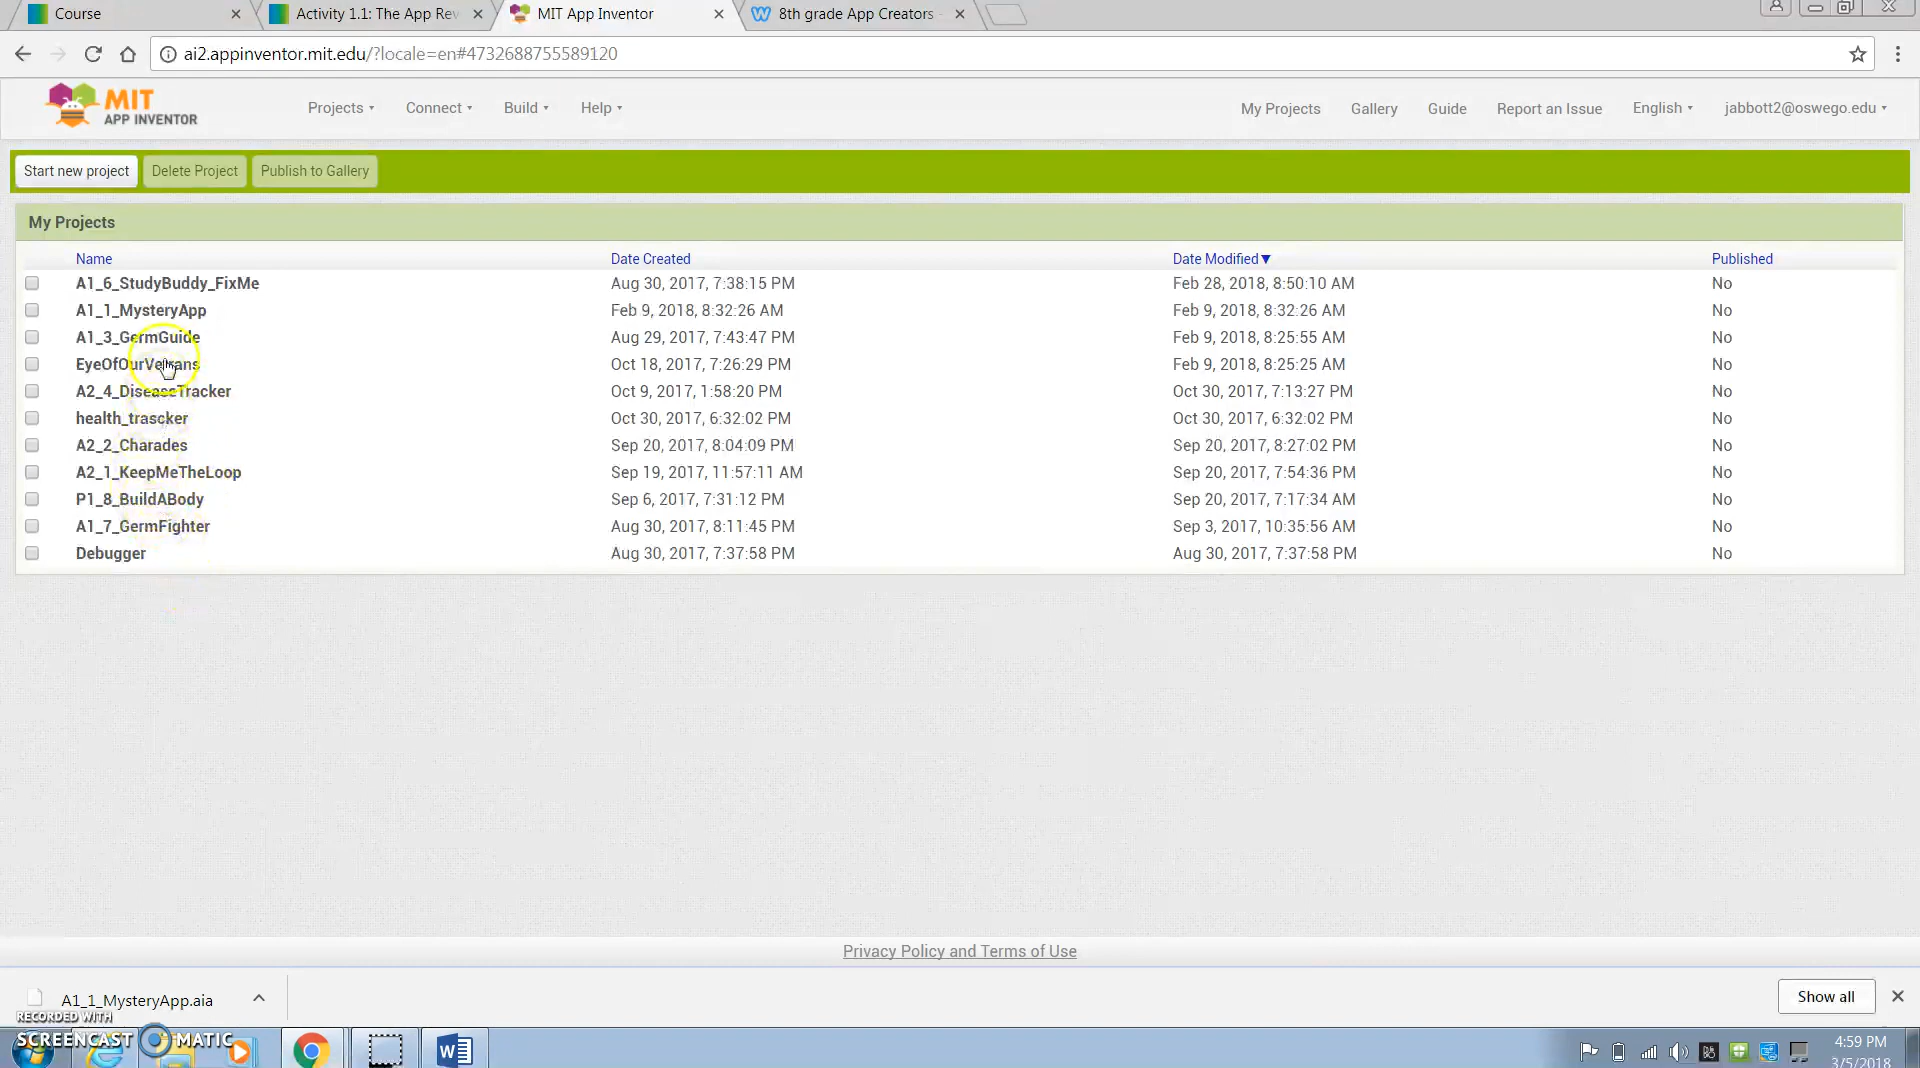 Course
Activity 1.1: The App Rev
MIT App Inventor
8th grade App Creators
ai2.appinventor.mit.edu/?locale=en#4732688755589120
MIT
APP INVENTOR
Projects
Connect
Build
Help
My Projects
Gallery
Guide
Report an Issue
English
jabbott2@oswego.edu
Start new project
Delete Project
Publish to Gallery
My Projects
Name Date Created Date Modified Published
A1_6_StudyBuddy_FixMe Aug 30, 2017, 7:38:15 PM Feb 28, 2018, 8:50:10 AM No
A1_1_MysteryApp Feb 9, 2018, 8:32:26 AM Feb 9, 2018, 8:32:26 AM No
A1_3_GermGuide Aug 29, 2017, 7:43:47 PM Feb 9, 2018, 8:25:55 AM No
Oct 18, 2017, 7:26:29 PM Feb 9, 2018, 8:25:25 AM No
A2_4_DiseaseTracker Oct 9, 2017, 1:58:20 PM Oct 30, 2017, 7:13:27 PM No
health_trascker Oct 30, 2017, 6:32:02 PM Oct 30, 2017, 6:32:02 PM No
A2_2_Charades Sep 20, 2017, 8:04:09 PM Sep 20, 2017, 8:27:02 PM No
A2_1_KeepMeTheLoop Sep 19, 2017, 11:57:11 AM Sep 20, 2017, 7:54:36 PM No
P1_8_BuildABody Sep 6, 2017, 7:31:12 PM Sep 20, 2017, 7:17:34 AM No
A1_7_GermFighter Aug 30, 2017, 8:11:45 PM Sep 3, 2017, 10:35:56 AM No
Debugger Aug 30, 2017, 7:37:58 PM Aug 30, 2017, 7:37:58 PM No
Privacy Policy and Terms of Use
A1_1_MysteryApp.aia
Show all
RECORDED WITH
SCREENCAST MATIC
4:59 PM
3/5/2018